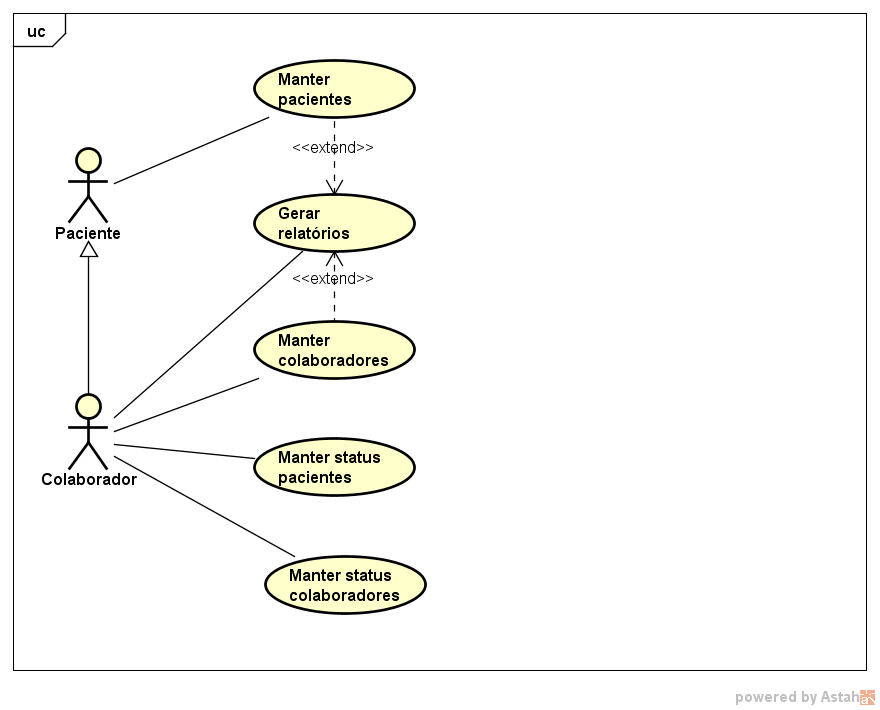 uc
Manter
pacientes
<<extend>>
Paciente
Gerar
relatórios
<<extend>>
Manter
colaboradores
Colaborador
Manter status
pacientes
Manter status
colaboradores
powered by Astah